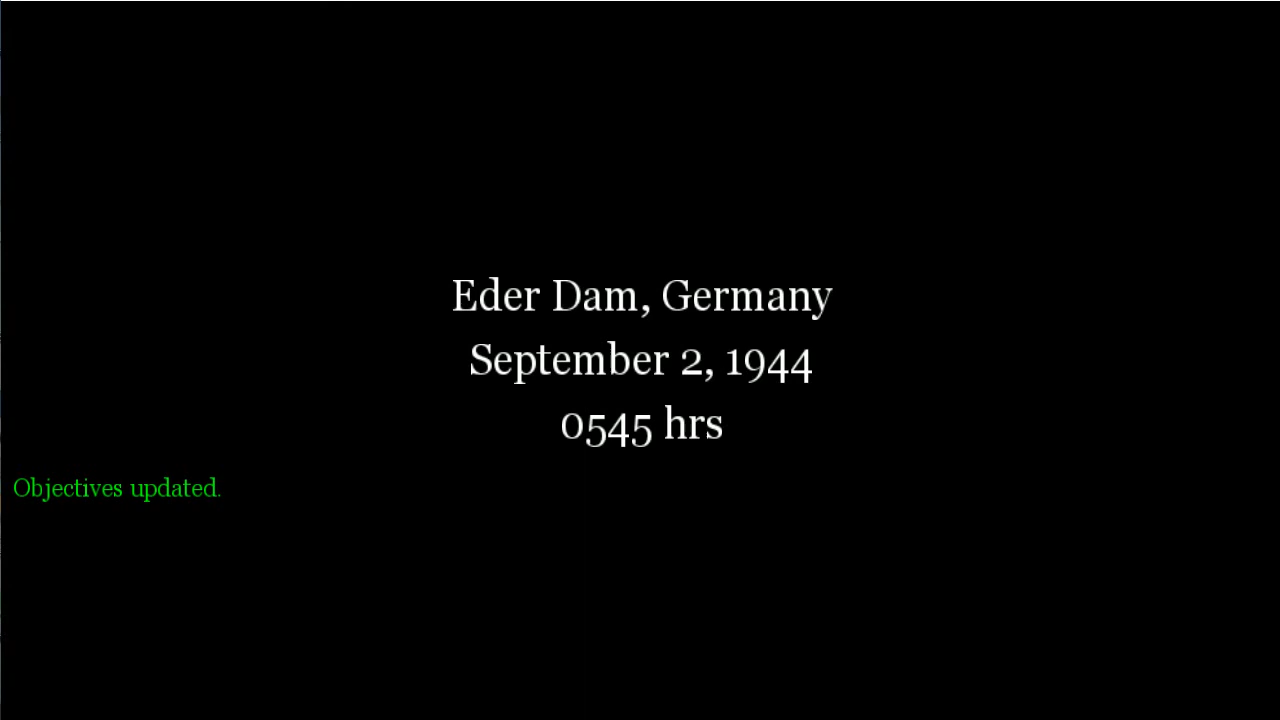 Eder Dam, Germany
September 2, 1944
0545 hrs
Objectives updated.